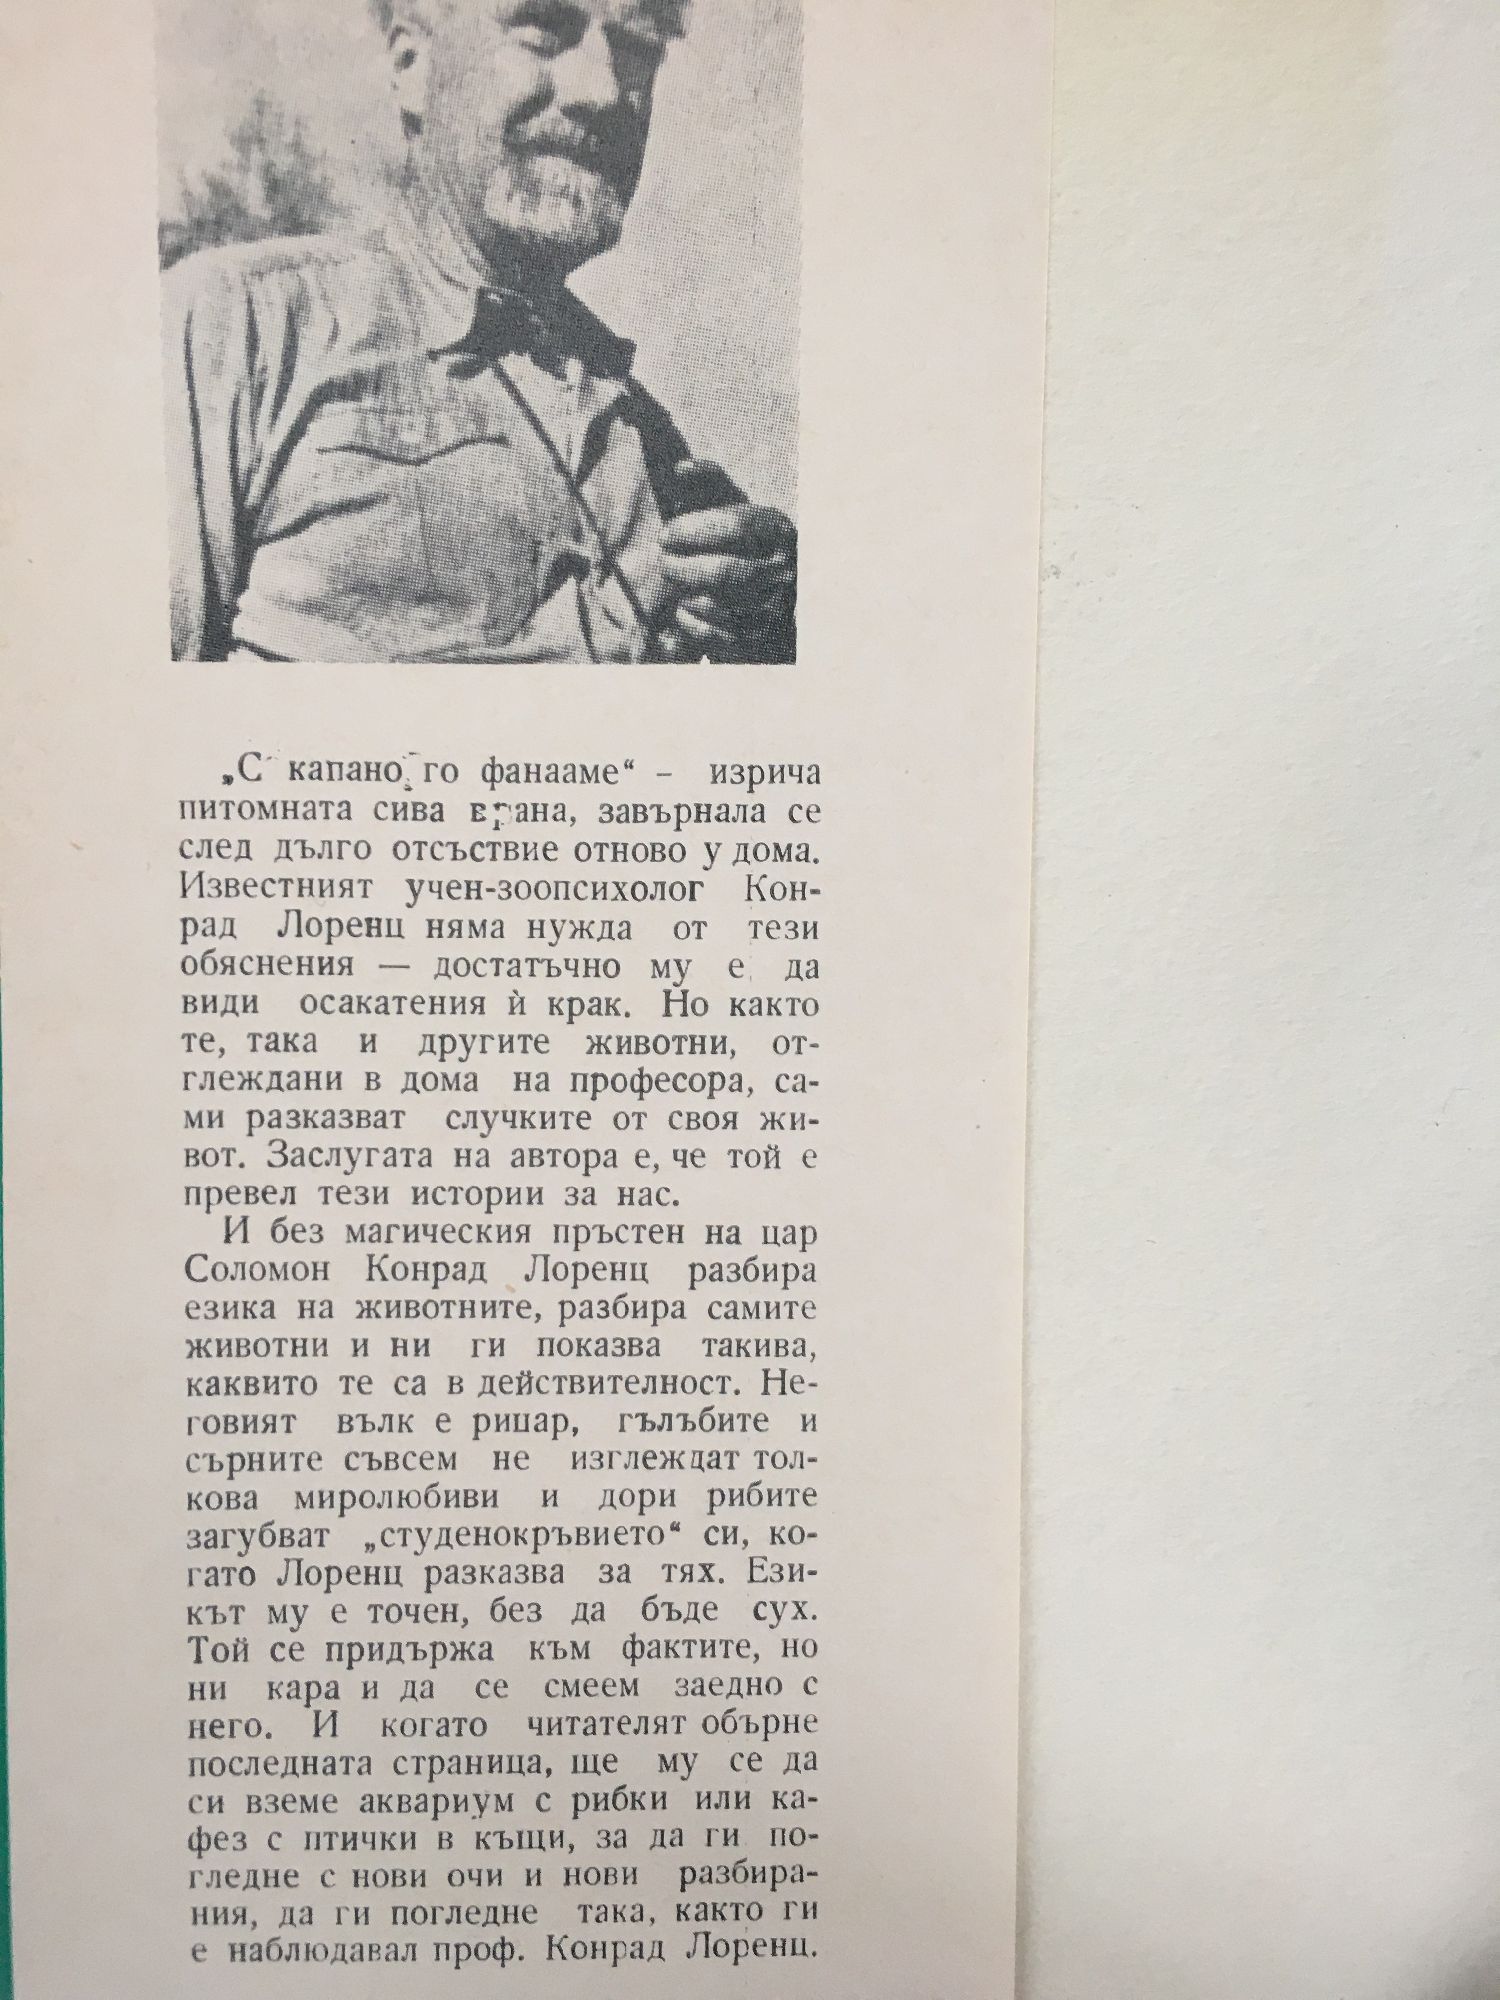 „С капано го фанааме“ – изрича
питомната сива врана, завърнала се
след дълго отсъствие отново у дома.
Известният учен-зоопсихолог Кон-
рад Лоренц няма нужда от тези
обяснения — достатъчно му е да
види осакатения ѝ крак. Но както
те, така и другите животни, от-
глеждани в дома на професора, са-
ми разказват случките от своя жи-
вот. Заслугата на автора е, че той е
превел тези истории за нас.
И без магическия пръстен на цар
Соломон Конрад Лоренц разбира
езика на животните, разбира самите
животни и ни ги показва такива,
каквито те са в действителност. Не-
говият вълк е рицар, гълъбите и
сърните съвсем не изглеждат тол-
кова миролюбиви и дори рибите
загубват „студенокръвието“ си, ко-
гато Лоренц разказва за тях. Ези-
кът му е точен, без да бъде сух.
Той се придържа към фактите, но
ни кара и да се смеем заедно с
него. И когато читателят обърне
последната страница, ще му се да
си вземе аквариум с рибки или ка-
фез с птички в къщи, за да ги по-
гледне с нови очи и нови разбира-
ния, да ги погледне така, както ги
е наблюдавал проф. Конрад Лоренц.